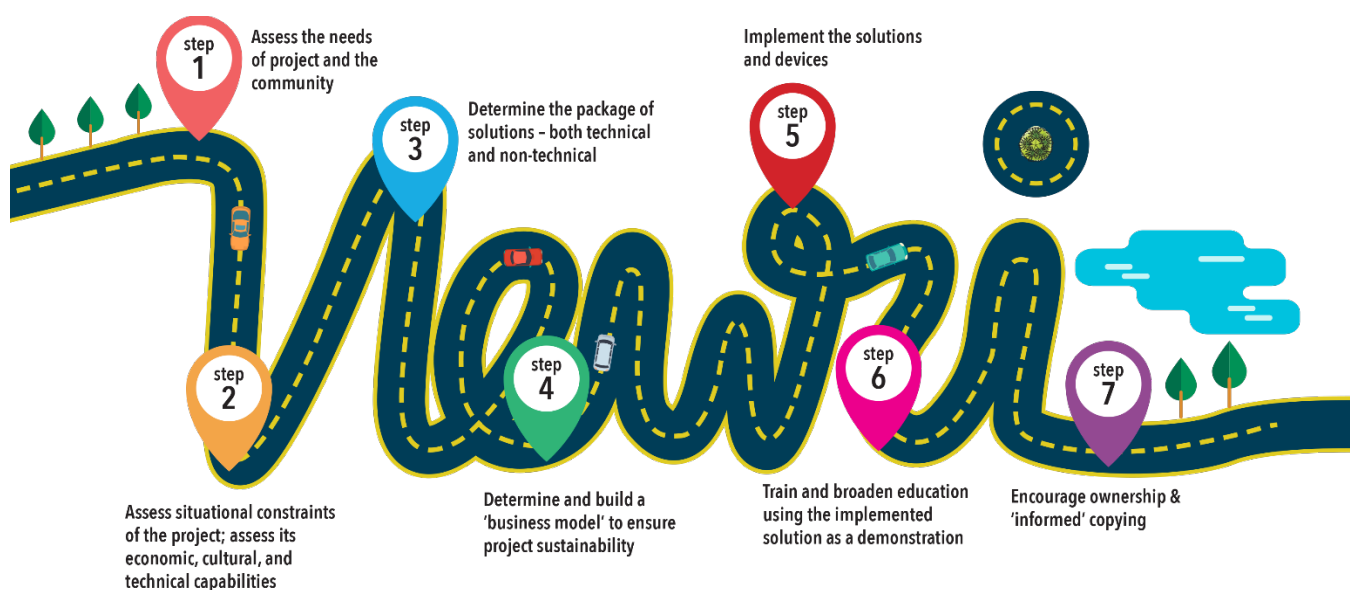 step
1
Assess the needs
of project and the
community
step
2
Assess situational constraints
of the project; assess its
economic, cultural, and
technical capabilities
step
3
Determine the package of
solutions – both technical
and non-technical
step
4
Determine and build a
‘business model’ to ensure
project sustainability
step
5
Implement the solutions
and devices
step
6
Train and broaden education
using the implemented
solution as a demonstration
step
7
Encourage ownership &
‘informed’ copying
Newri